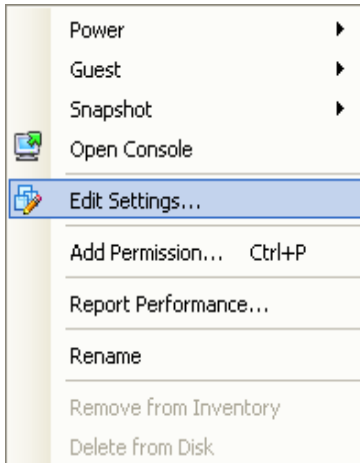 Power
Guest
Snapshot
Open Console
Edit Settings...
Add Permission... Ctrl+P
Report Performance...
Rename
Remove from Inventory
Delete from Disk